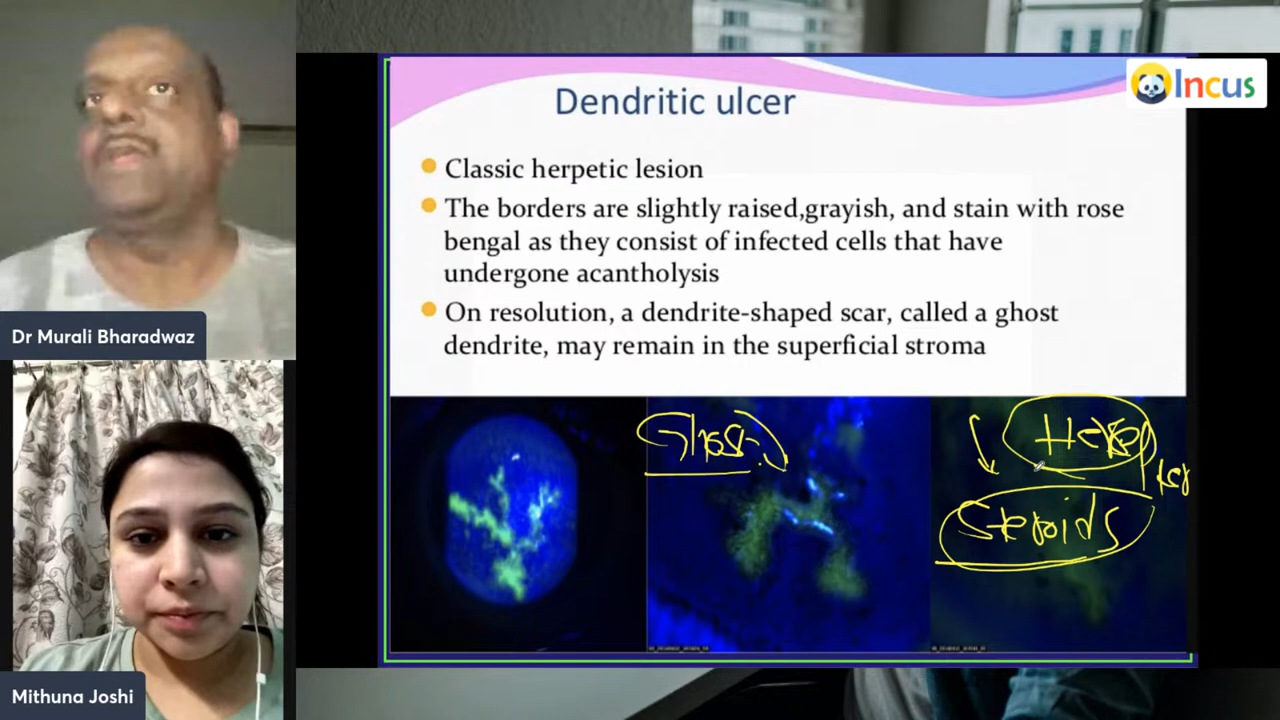 Incus
Dendritic ulcer
Classic herpetic lesion
The borders are slightly raised,grayish, and stain with rose
bengal as they consist of infected cells that have
undergone acantholysis
On resolution, a dendrite-shaped scar, called a ghost
dendrite, may remain in the superficial stroma
Ghost
Steroids
Dr Murali Bharadwaz
Mithuna Joshi